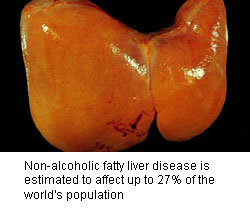 Non-alcoholic fatty liver disease is
estimated to affect up to 27% of the
world's population